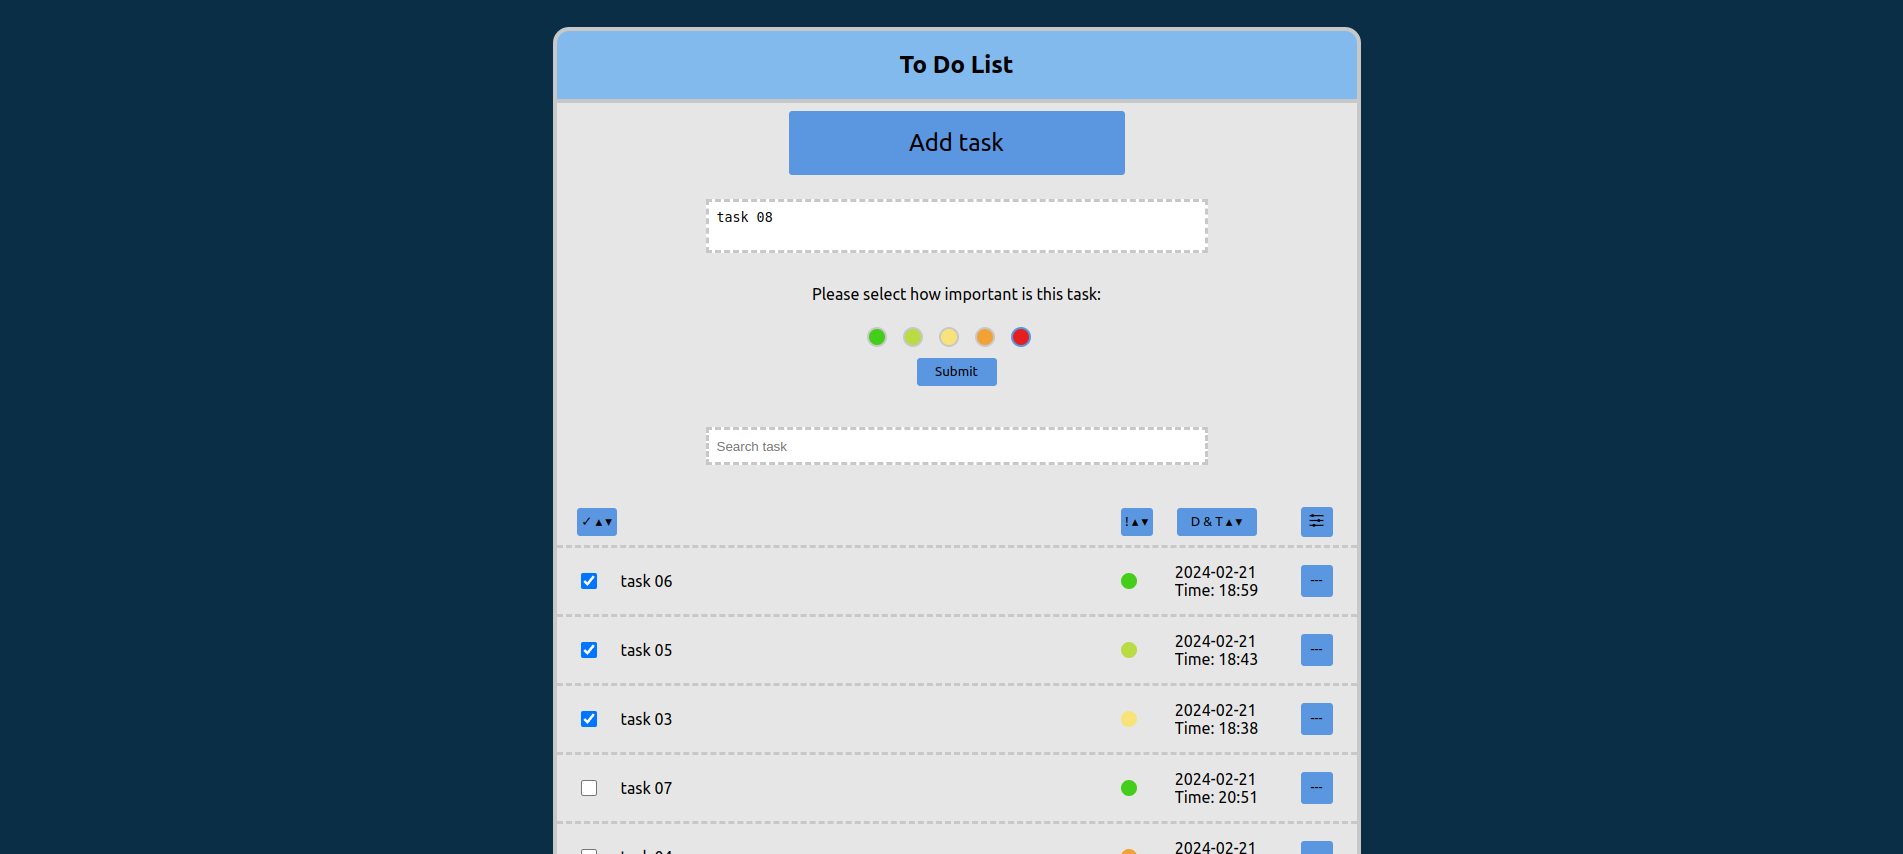 To Do List
Add task
task 08
Please select how important is this task:
Submit
Search task
✓ ▲▼ ! ▲▼ D & T ▲▼
task 06 2024-02-21
Time: 18:59 ---
task 05 2024-02-21
Time: 18:43 ---
task 03 2024-02-21
Time: 18:38 ---
task 07 2024-02-21
Time: 20:51 ---
2024-02-21